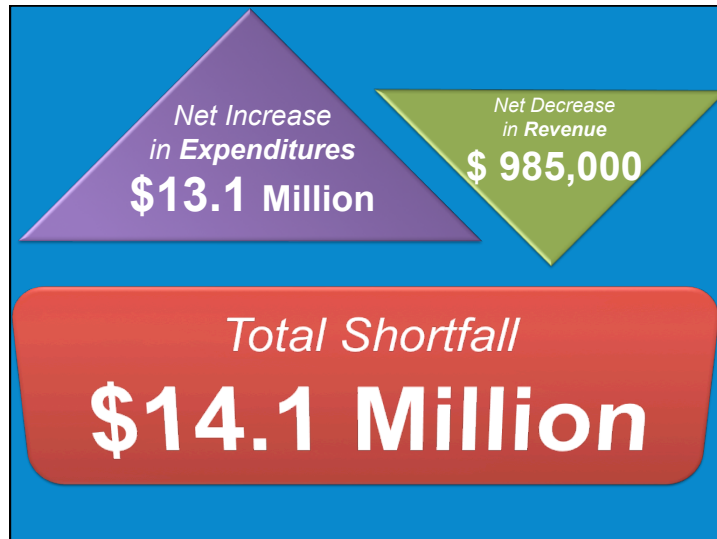 Net Increase
in Expenditures
$13.1 Million
Net Decrease
in Revenue
$ 985,000
Total Shortfall
$14.1 Million